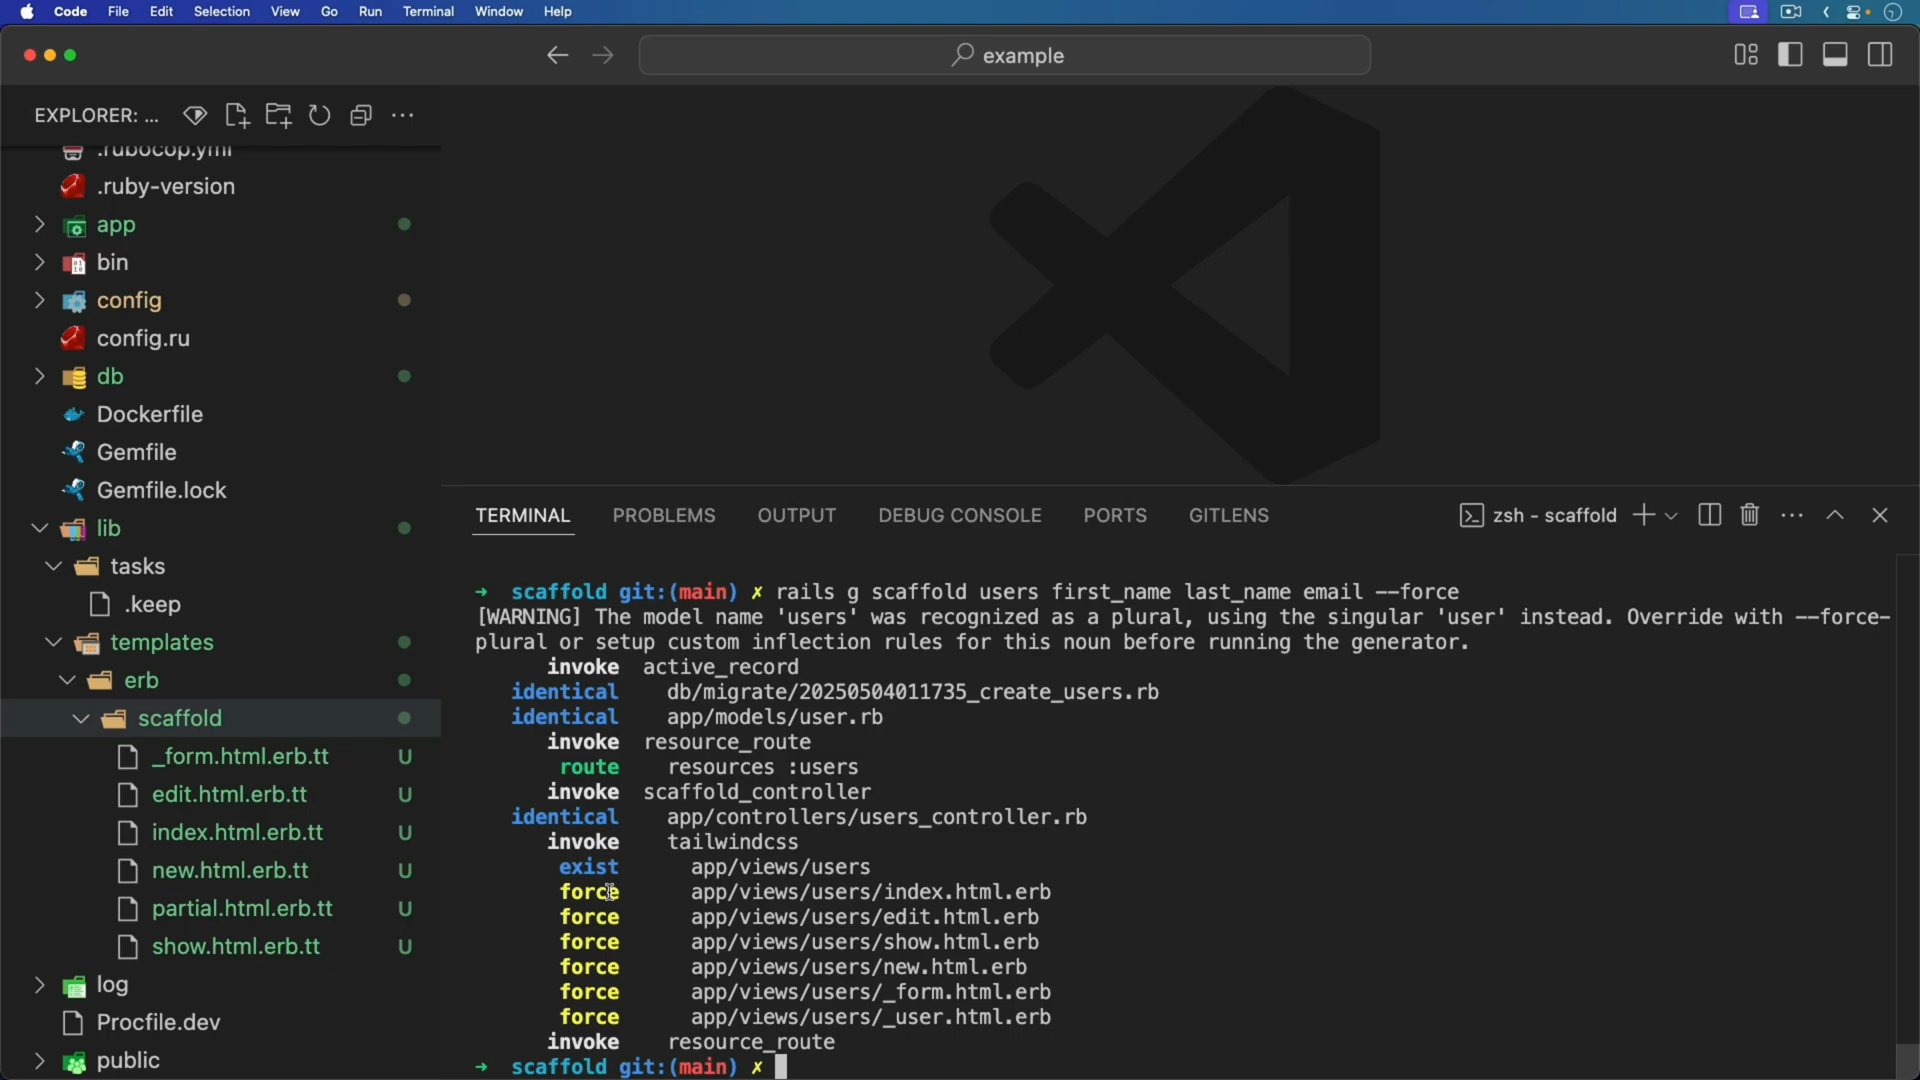 Code File Edit Selection View Go Run Terminal Window Help
example
EXPLORER: ...
.rubocop.yml
.ruby-version
app
bin
config
config.ru
db
Dockerfile
Gemfile
Gemfile.lock
lib
tasks
.keep
templates
erb
scaffold
_form.html.erb.tt U
edit.html.erb.tt U
index.html.erb.tt U
new.html.erb.tt U
partial.html.erb.tt U
show.html.erb.tt U
log
Procfile.dev
public
TERMINAL PROBLEMS OUTPUT DEBUG CONSOLE PORTS GITLENS zsh - scaffold
→ scaffold git:(main) ✗ rails g scaffold users first_name last_name email --force
[WARNING] The model name 'users' was recognized as a plural, using the singular 'user' instead. Override with --force-
plural or setup custom inflection rules for this noun before running the generator.
invoke active_record
identical db/migrate/20250504011735_create_users.rb
identical app/models/user.rb
invoke resource_route
route resources :users
invoke scaffold_controller
identical app/controllers/users_controller.rb
invoke tailwindcss
exist app/views/users
force app/views/users/index.html.erb
force app/views/users/edit.html.erb
force app/views/users/show.html.erb
force app/views/users/new.html.erb
force app/views/users/_form.html.erb
force app/views/users/_user.html.erb
invoke resource_route
→ scaffold git:(main) ✗